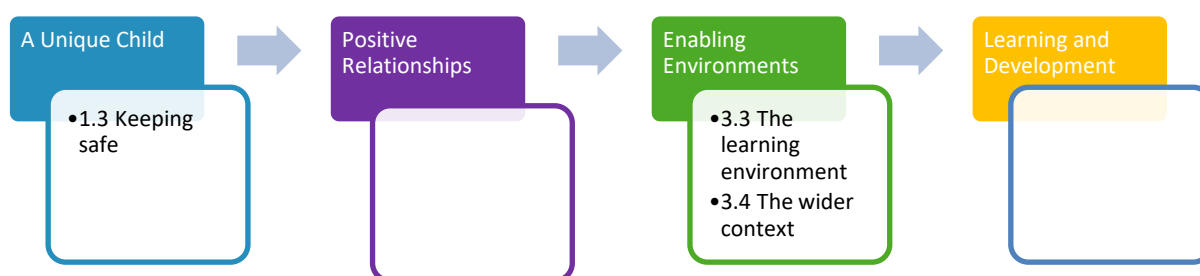 A Unique Child
•1.3 Keeping
safe
Positive
Relationships
Enabling
Environments
•3.3 The
learning
environment
•3.4 The wider
context
Learning and
Development